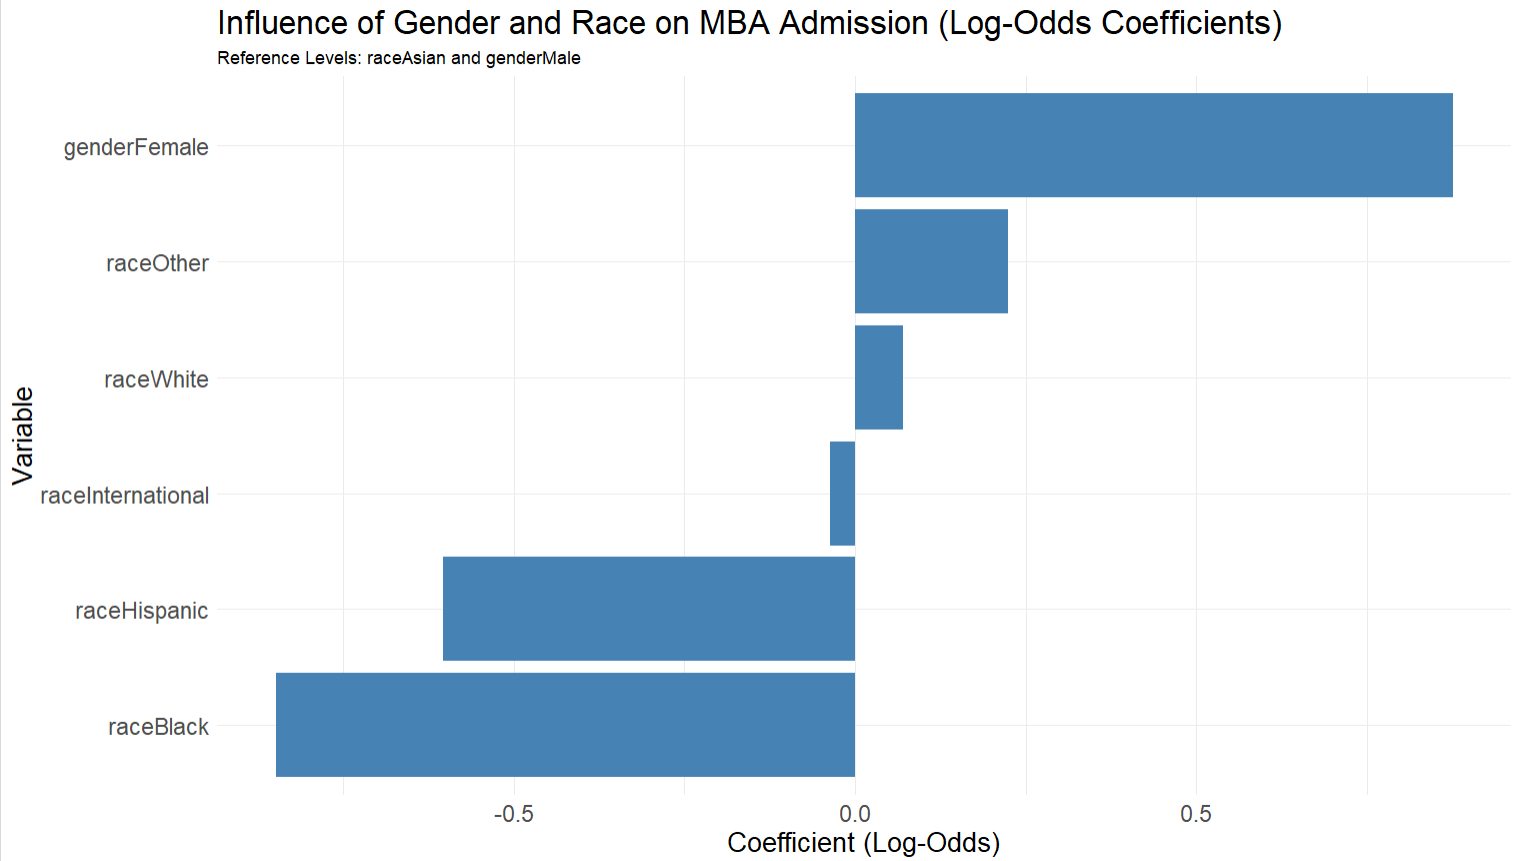 Influence of Gender and Race on MBA Admission (Log-Odds Coefficients)
Reference Levels: raceAsian and genderMale
Variable
genderFemale
raceOther
raceWhite
raceInternational
raceHispanic
raceBlack
-0.5 0.0 0.5
Coefficient (Log-Odds)